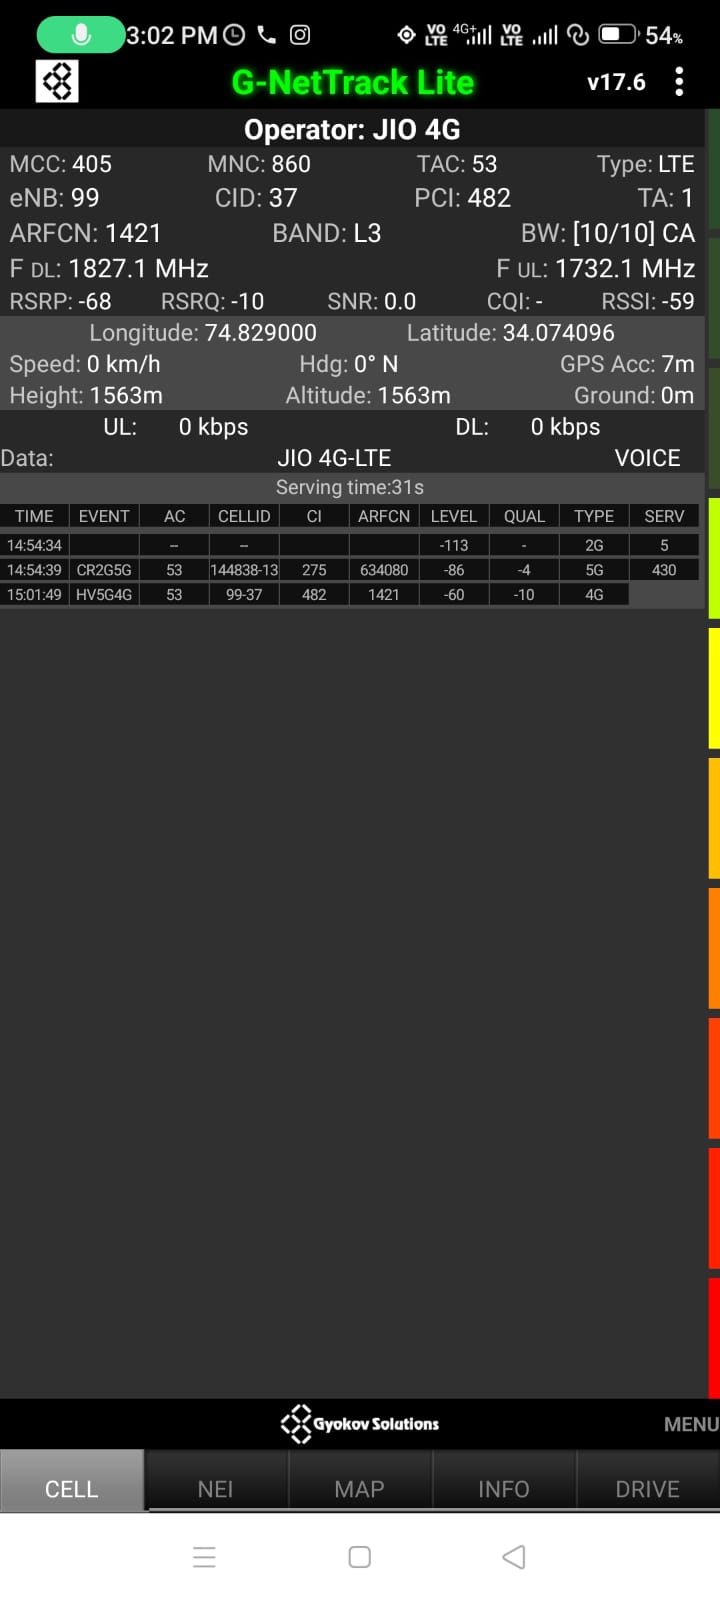 3:02 PM VO LTE 4G+ VO LTE 54%
G-NetTrack Lite v17.6
Operator: JIO 4G
MCC: 405 MNC: 860 TAC: 53 Type: LTE
eNB: 99 CID: 37 PCI: 482 TA: 1
ARFCN: 1421 BAND: L3 BW: [10/10] CA
F DL: 1827.1 MHz F UL: 1732.1 MHz
RSRP: -68 RSRQ: -10 SNR: 0.0 CQI: - RSSI: -59
Longitude: 74.829000 Latitude: 34.074096
Speed: 0 km/h Hdg: 0° N GPS Acc: 7m
Height: 1563m Altitude: 1563m Ground: 0m
UL: 0 kbps DL: 0 kbps
Data: JIO 4G-LTE VOICE
Serving time:31s
TIME EVENT AC CELLID CI ARFCN LEVEL QUAL TYPE SERV
14:54:34 -- -- -113 - 2G 5
14:54:39 CR2G5G 53 144838-13 275 634080 -86 -4 5G 430
15:01:49 HV5G4G 53 99-37 482 1421 -60 -10 4G
Gyokov Solutions MENU
CELL NEI MAP INFO DRIVE